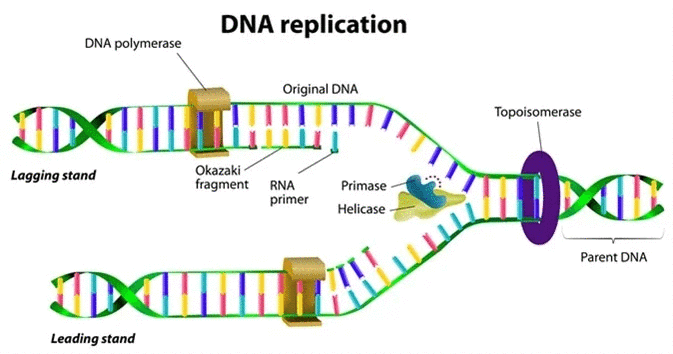 DNA replication
DNA polymerase
Original DNA
Topoisomerase
Lagging stand
Okazaki
fragment
RNA
primer
Primase
Helicase
Parent DNA
Leading stand